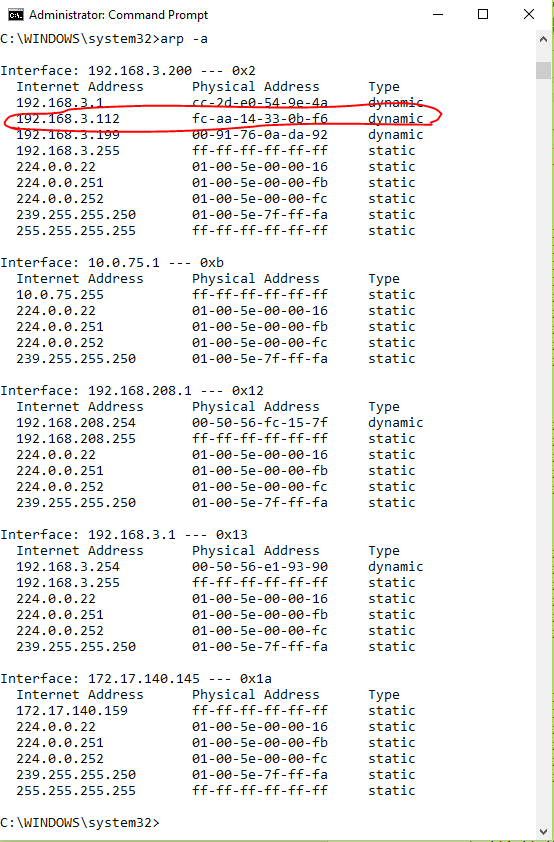 Administrator: Command Prompt
C:\WINDOWS\system32>arp -a
Interface: 192.168.3.200 --- 0x2
Internet Address Physical Address Type
192.168.3.1 cc-2d-e0-54-9e-4a dynamic
192.168.3.112 fc-aa-14-33-0b-f6 dynamic
192.168.3.199 00-91-76-0a-da-92 dynamic
192.168.3.255 ff-ff-ff-ff-ff-ff static
224.0.0.22 01-00-5e-00-00-16 static
224.0.0.251 01-00-5e-00-00-fb static
224.0.0.252 01-00-5e-00-00-fc static
239.255.255.250 01-00-5e-7f-ff-fa static
255.255.255.255 ff-ff-ff-ff-ff-ff static
Interface: 10.0.75.1 --- 0xb
Internet Address Physical Address Type
10.0.75.255 ff-ff-ff-ff-ff-ff static
224.0.0.22 01-00-5e-00-00-16 static
224.0.0.251 01-00-5e-00-00-fb static
224.0.0.252 01-00-5e-00-00-fc static
239.255.255.250 01-00-5e-7f-ff-fa static
Interface: 192.168.208.1 --- 0x12
Internet Address Physical Address Type
192.168.208.254 00-50-56-fc-15-7f dynamic
192.168.208.255 ff-ff-ff-ff-ff-ff static
224.0.0.22 01-00-5e-00-00-16 static
224.0.0.251 01-00-5e-00-00-fb static
224.0.0.252 01-00-5e-00-00-fc static
239.255.255.250 01-00-5e-7f-ff-fa static
Interface: 192.168.3.1 --- 0x13
Internet Address Physical Address Type
192.168.3.254 00-50-56-e1-93-90 dynamic
192.168.3.255 ff-ff-ff-ff-ff-ff static
224.0.0.22 01-00-5e-00-00-16 static
224.0.0.251 01-00-5e-00-00-fb static
224.0.0.252 01-00-5e-00-00-fc static
239.255.255.250 01-00-5e-7f-ff-fa static
Interface: 172.17.140.145 --- 0x1a
Internet Address Physical Address Type
172.17.140.159 ff-ff-ff-ff-ff-ff static
224.0.0.22 01-00-5e-00-00-16 static
224.0.0.251 01-00-5e-00-00-fb static
224.0.0.252 01-00-5e-00-00-fc static
239.255.255.250 01-00-5e-7f-ff-fa static
255.255.255.255 ff-ff-ff-ff-ff-ff static
C:\WINDOWS\system32>